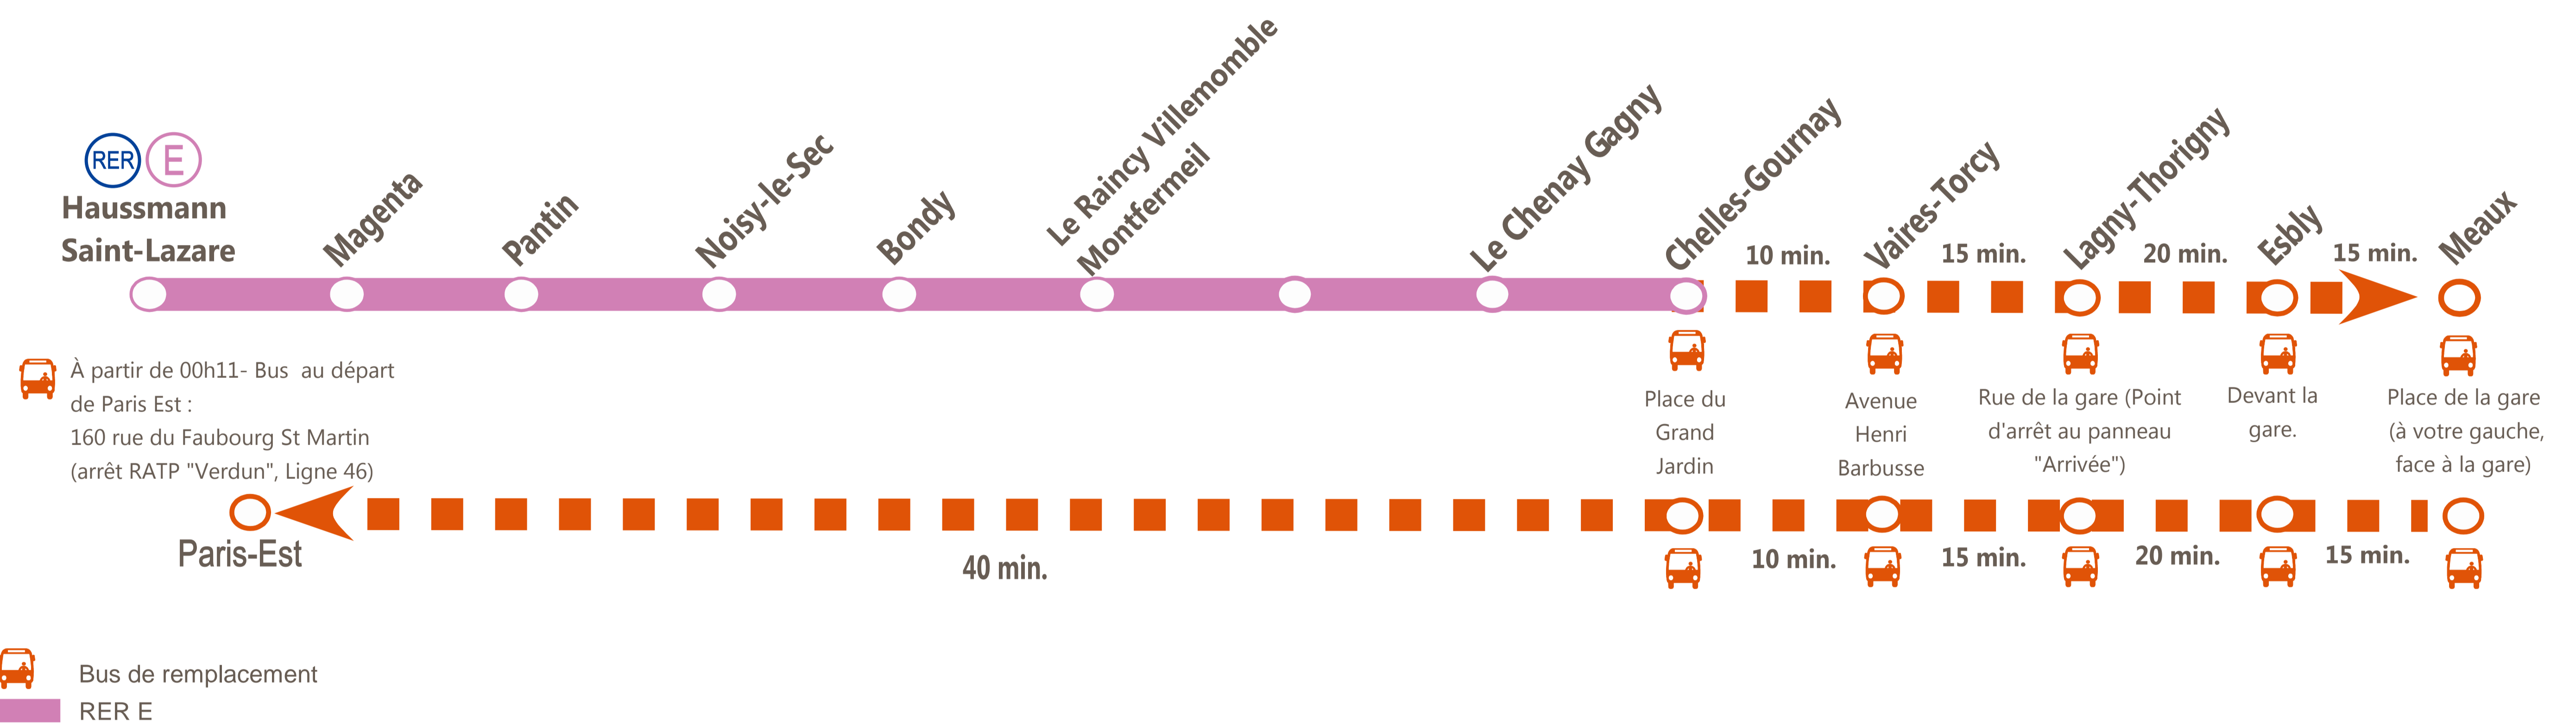 RER E
Haussmann
Saint-Lazare
Magenta
Pantin
Noisy-le-Sec
Bondy
Le Raincy Villemomble
Montfermeil
Le Chenay Gagny
Chelles-Gournay
10 min.
Vaires-Torcy
15 min.
Lagny-Thorigny
20 min.
Esbly
15 min.
Meaux
À partir de 00h11- Bus au départ
de Paris Est :
160 rue du Faubourg St Martin
(arrêt RATP "Verdun", Ligne 46)
Place du
Grand
Jardin
Avenue
Henri
Barbusse
Rue de la gare (Point
d'arrêt au panneau
"Arrivée")
Devant la
gare.
Place de la gare
(à votre gauche,
face à la gare)
Paris-Est
40 min.
10 min.
15 min.
20 min.
15 min.
Bus de remplacement
RER E